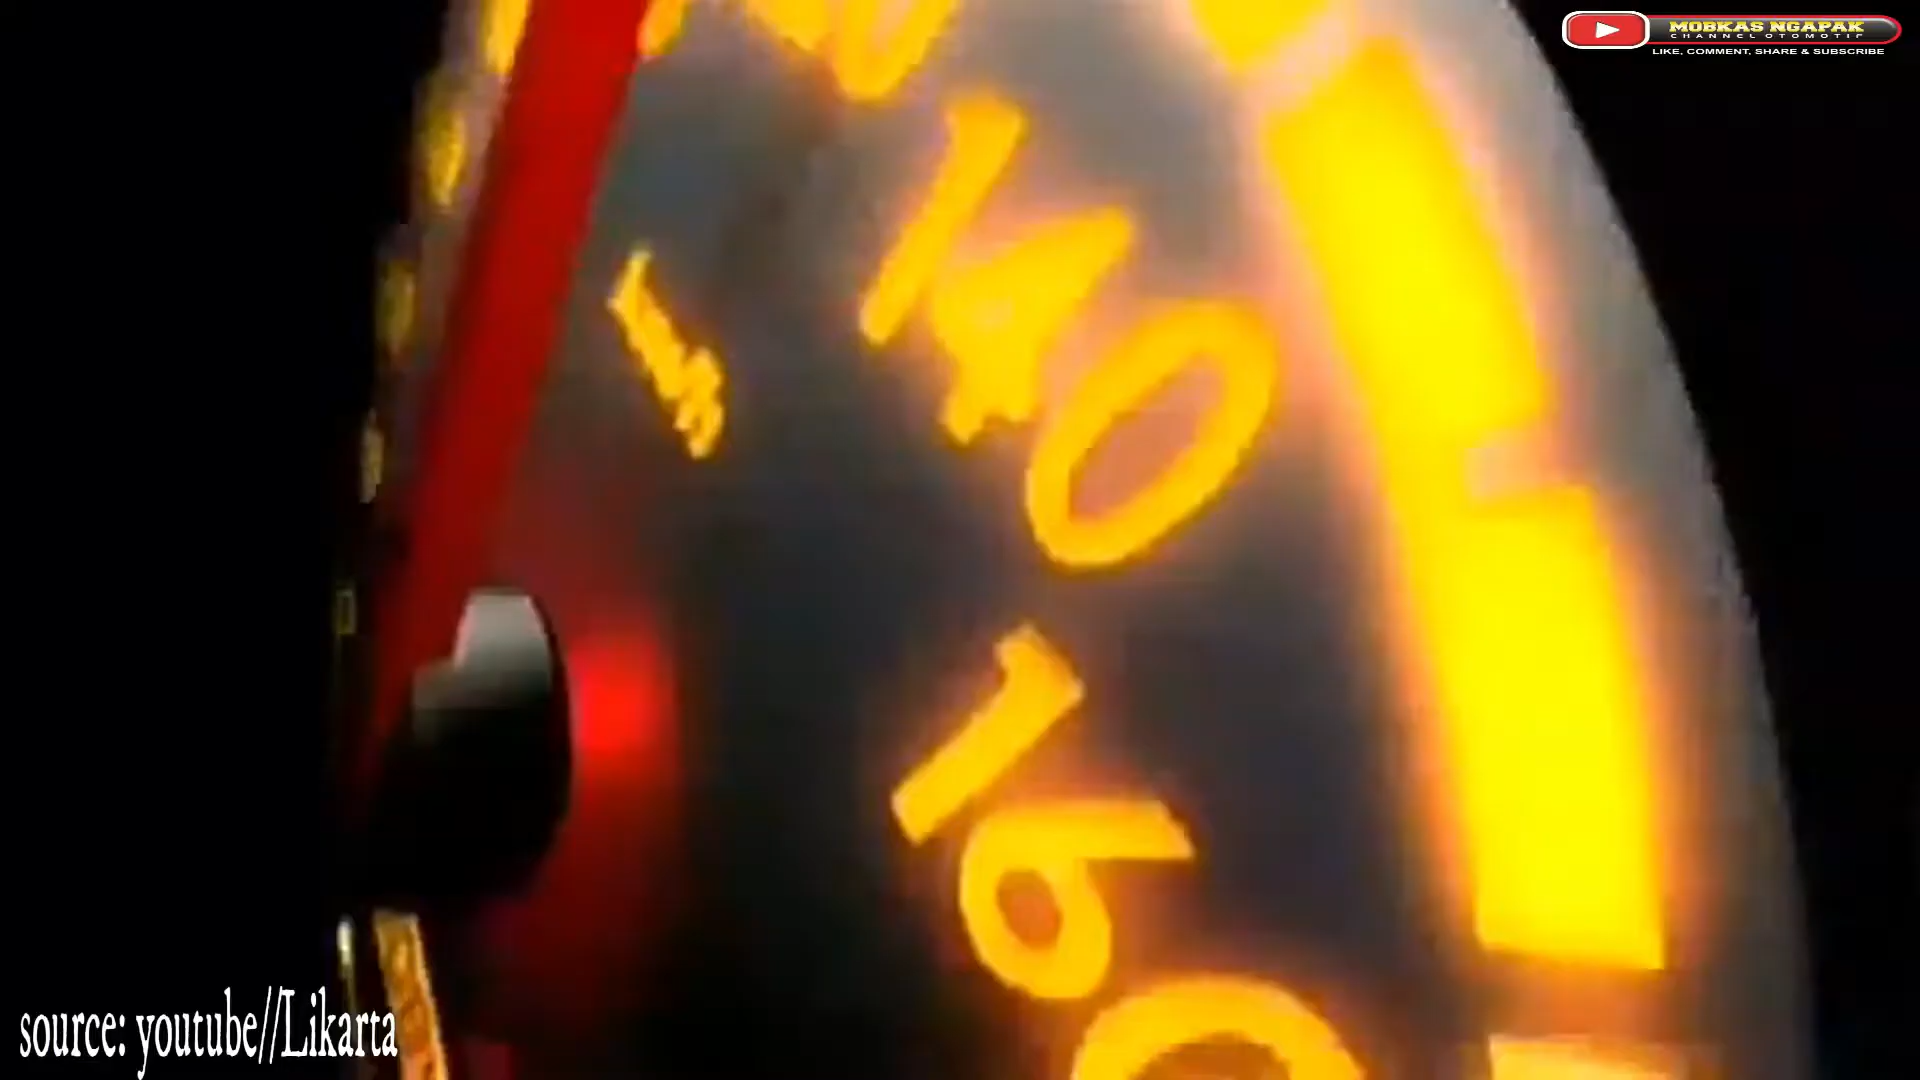 MOBKAS NGAPAK
CHANNEL OTOMOTIF
LIKE, COMMENT, SHARE & SUBSCRIBE
140
160
source: youtube//Likarta